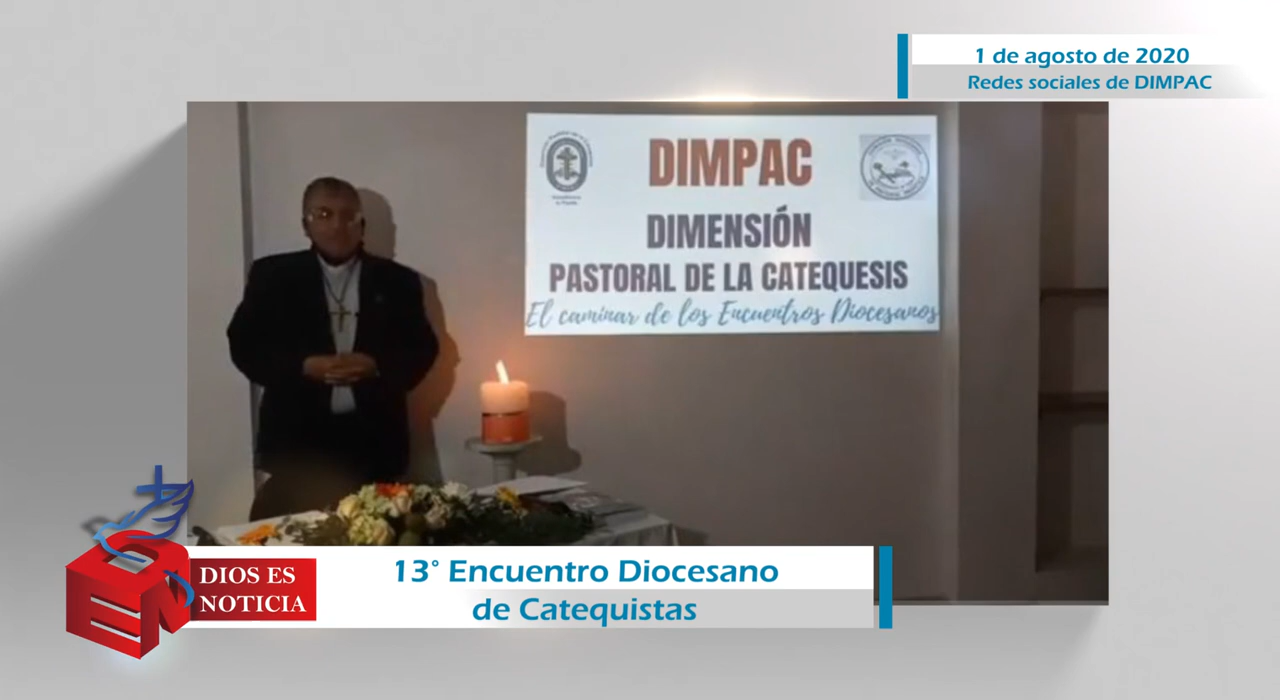 1 de agosto de 2020
Redes sociales de DIMPAC
DIMPAC
DIMENSIÓN
PASTORAL DE LA CATEQUESIS
El caminar de los Encuentros Diocesanos
DEN
DIOS ES
NOTICIA
13° Encuentro Diocesano
de Catequistas